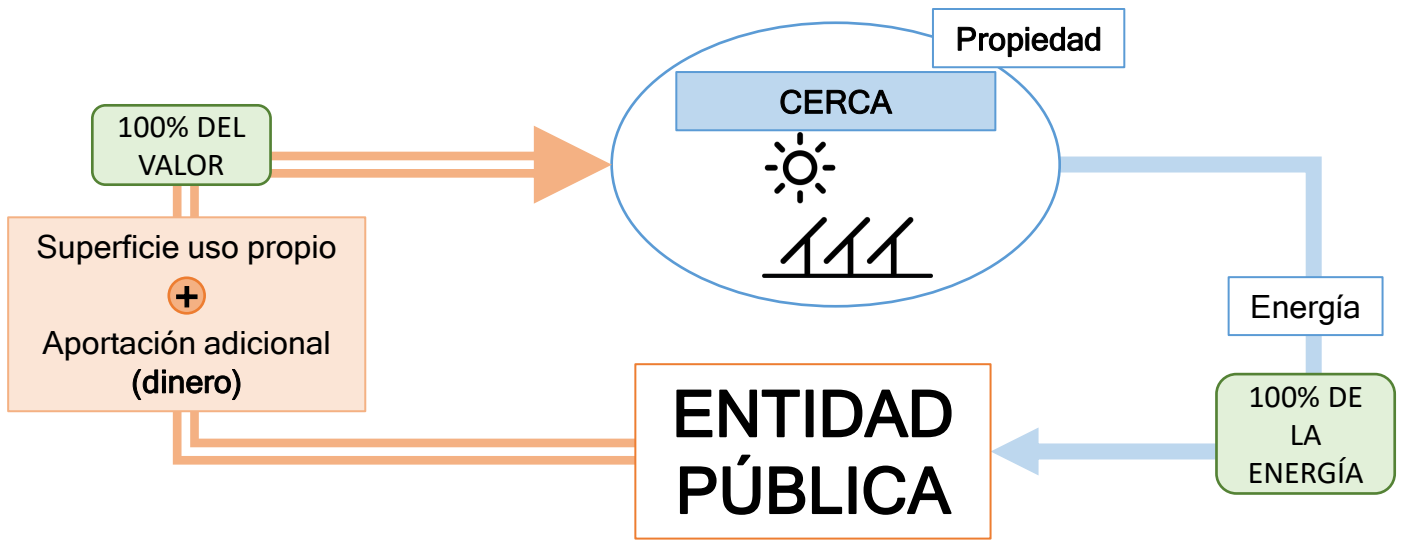 Propiedad
CERCA
100% DEL
VALOR
Superficie uso propio
+
Aportación adicional
(dinero)
Energía
100% DE
LA
ENERGÍA
ENTIDAD
PÚBLICA